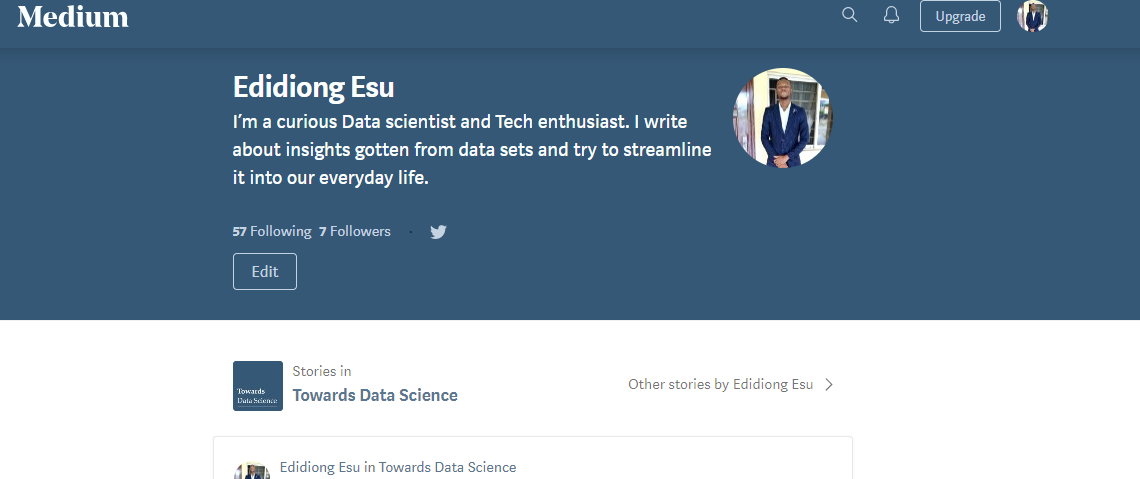 Medium
Upgrade
Edidiong Esu
I'm a curious Data scientist and Tech enthusiast. I write
about insights gotten from data sets and try to streamline
it into our everyday life.
57 Following 7 Followers ·
Edit
Towards
Data Science
Stories in
Towards Data Science
Other stories by Edidiong Esu
Edidiong Esu in Towards Data Science